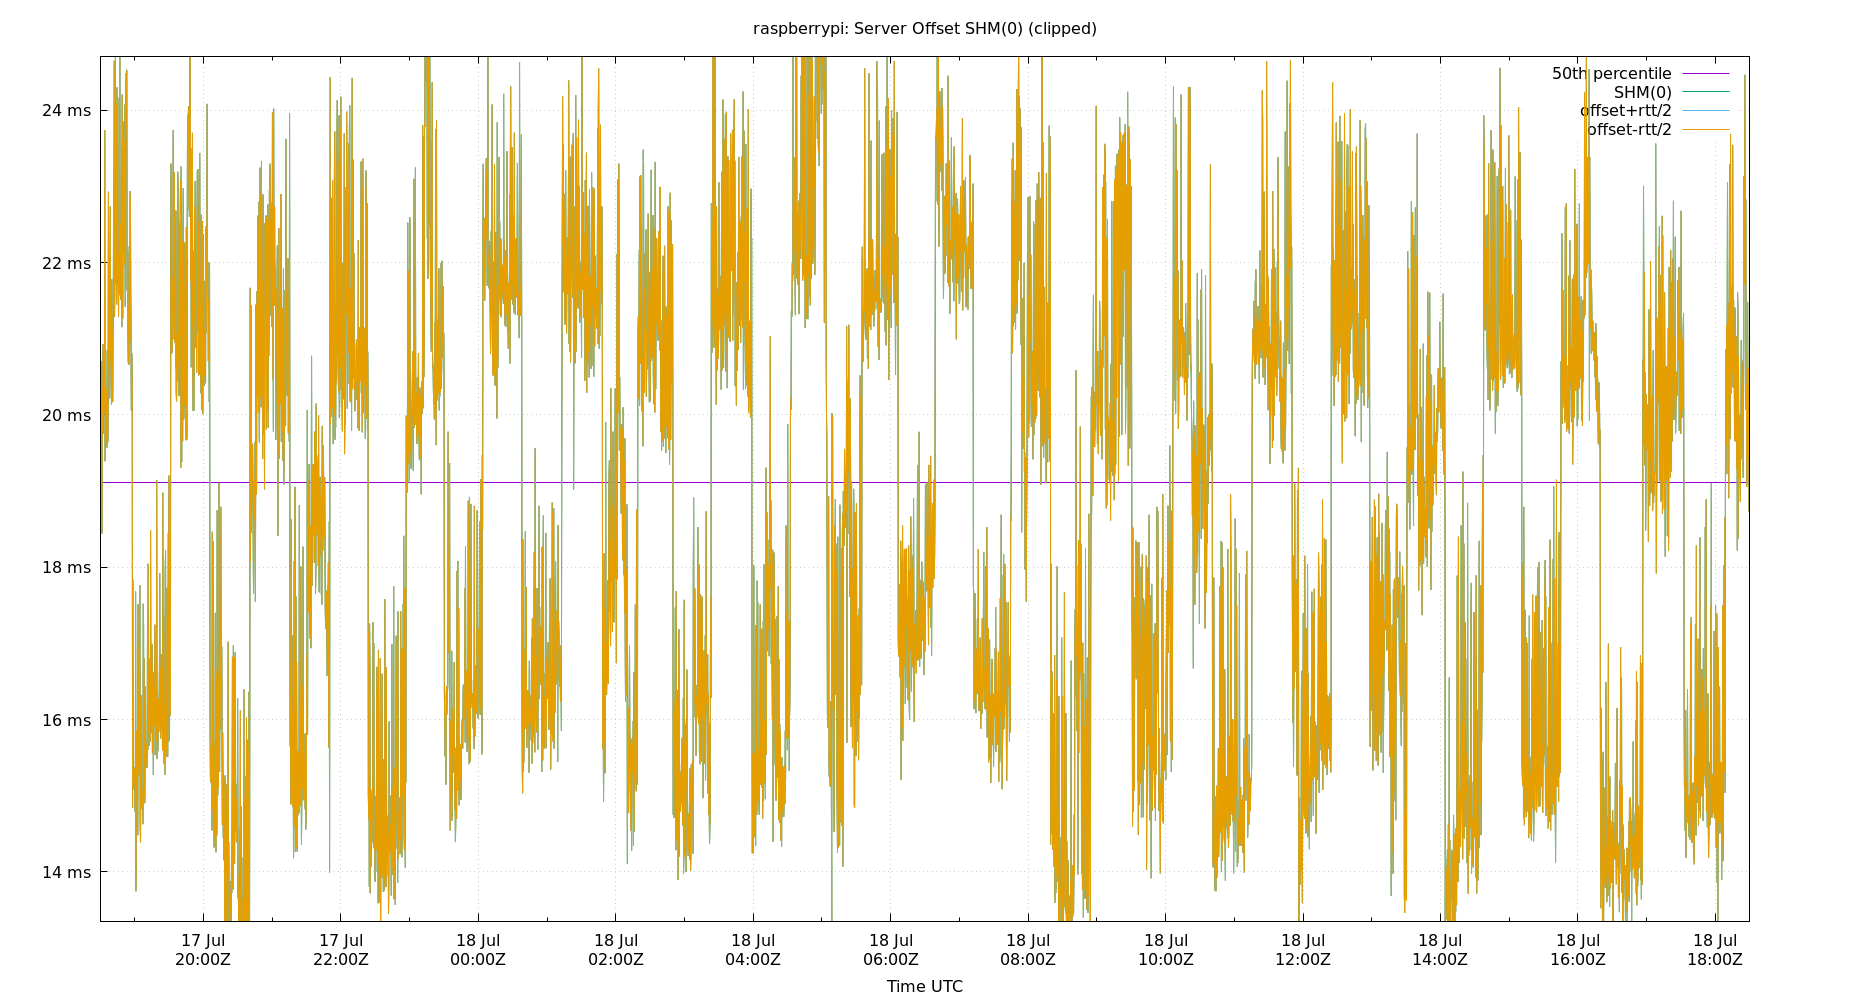 raspberrypi: Server Offset SHM(0) (clipped)
50th percentile
SHM(0)
offset+rtt/2
offset-rtt/2
24 ms
22 ms
20 ms
18 ms
16 ms
14 ms
17 Jul 17 Jul 18 Jul 18 Jul 18 Jul 18 Jul 18 Jul 18 Jul 18 Jul 18 Jul 18 Jul 18 Jul
20:00Z 22:00Z 00:00Z 02:00Z 04:00Z 06:00Z 08:00Z 10:00Z 12:00Z 14:00Z 16:00Z 18:00Z
Time UTC